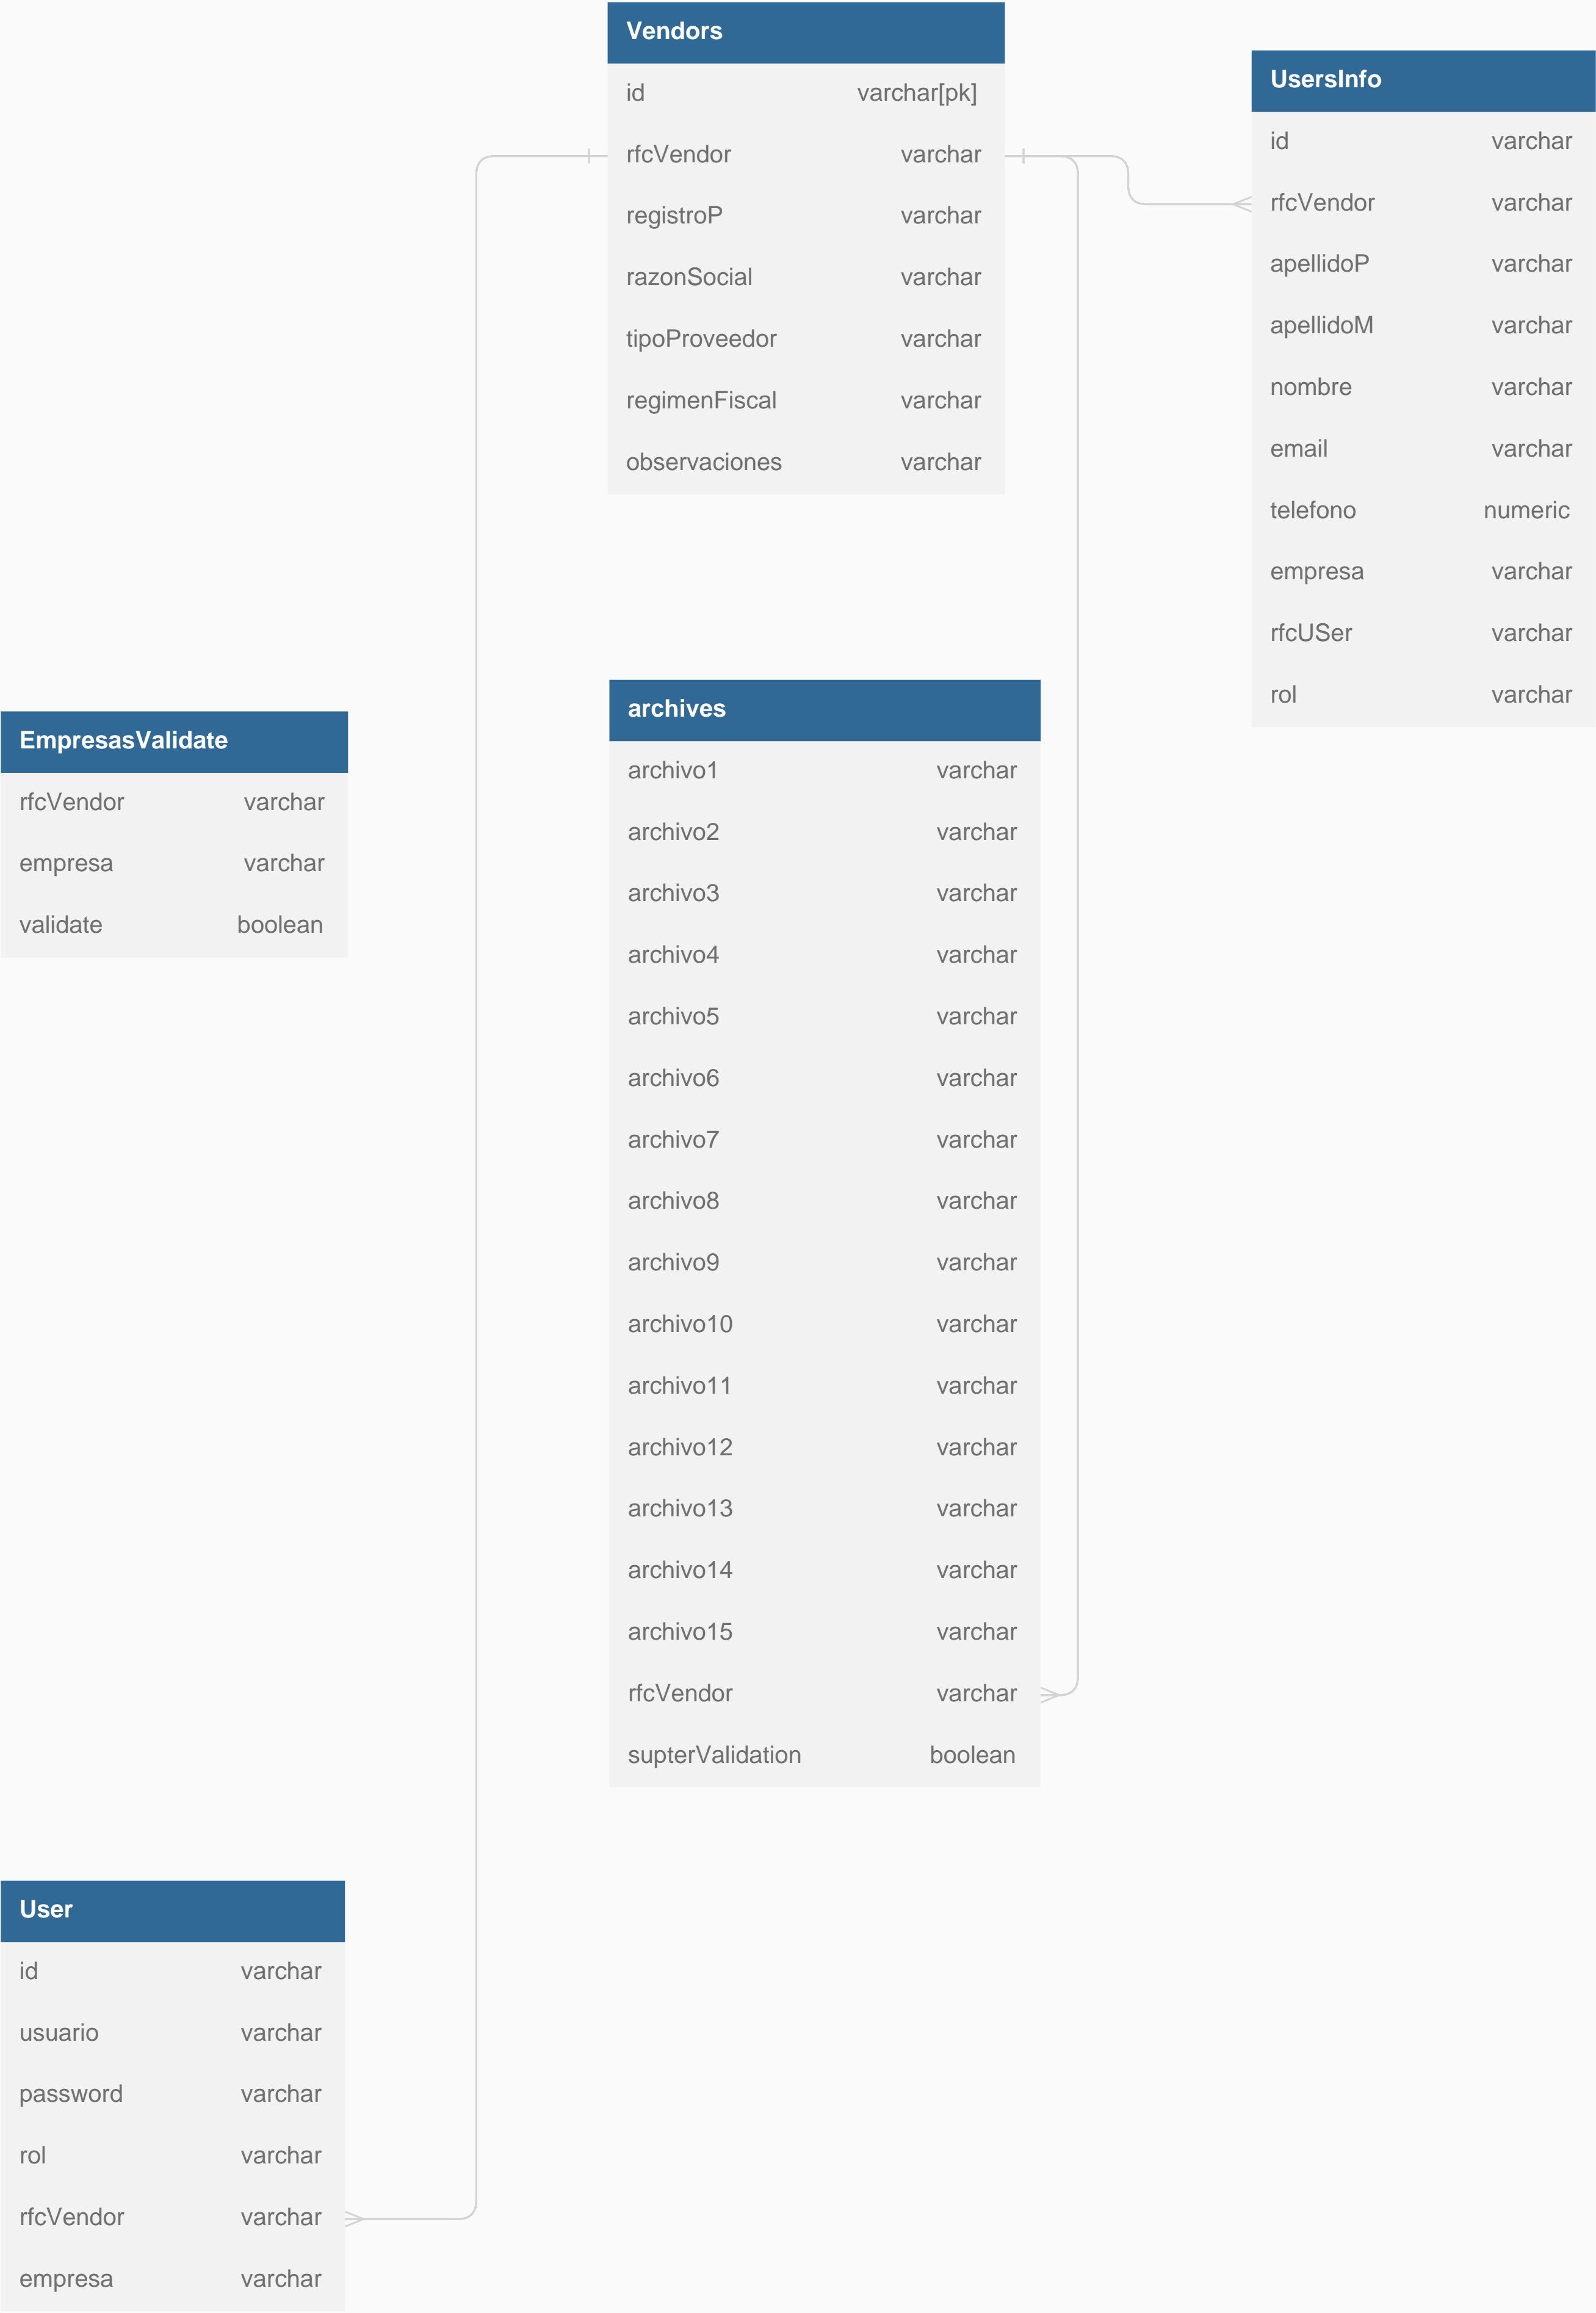 Vendors
id varchar[pk]
rfcVendor varchar
registroP varchar
razonSocial varchar
tipoProveedor varchar
regimenFiscal varchar
observaciones varchar
UsersInfo
id varchar
rfcVendor varchar
apellidoP varchar
apellidoM varchar
nombre varchar
email varchar
telefono numeric
empresa varchar
rfcUSer varchar
rol varchar
EmpresasValidate
rfcVendor varchar
empresa varchar
validate boolean
archives
archivo1 varchar
archivo2 varchar
archivo3 varchar
archivo4 varchar
archivo5 varchar
archivo6 varchar
archivo7 varchar
archivo8 varchar
archivo9 varchar
archivo10 varchar
archivo11 varchar
archivo12 varchar
archivo13 varchar
archivo14 varchar
archivo15 varchar
rfcVendor varchar
supterValidation boolean
User
id varchar
usuario varchar
password varchar
rol varchar
rfcVendor varchar
empresa varchar